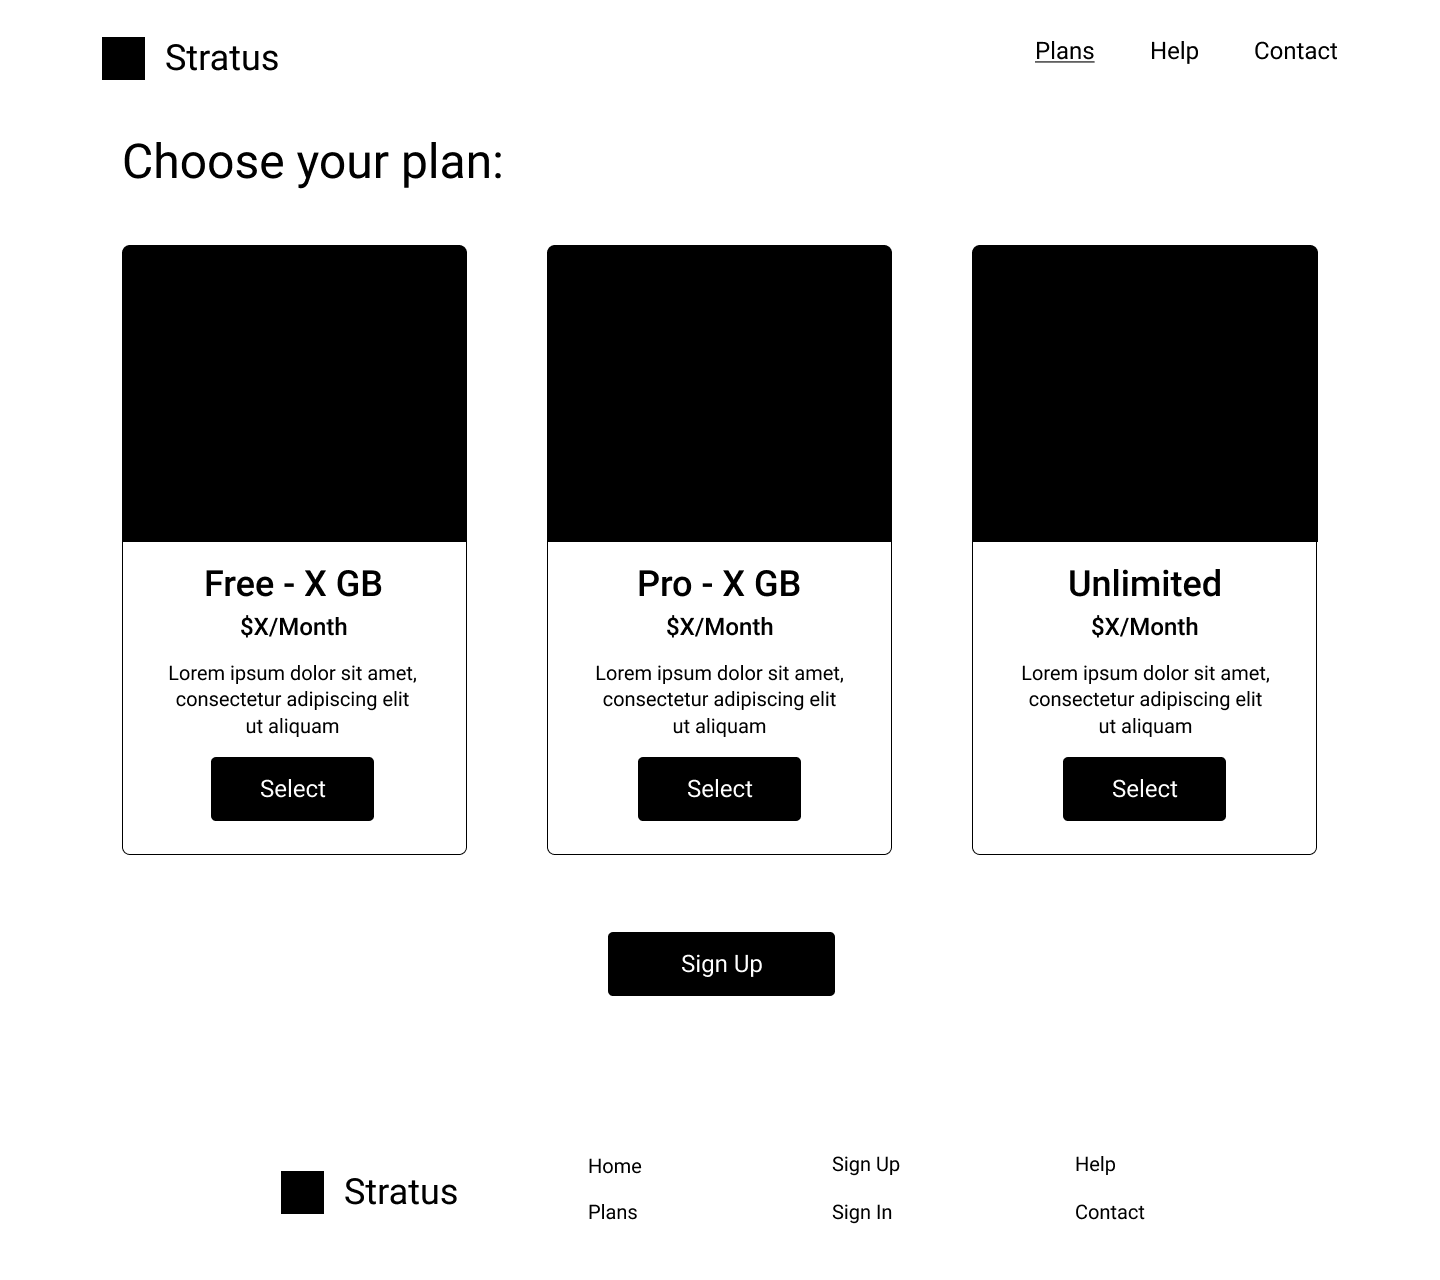 Stratus
Plans Help Contact
Choose your plan:
Free - X GB
$X/Month
Lorem ipsum dolor sit amet,
consectetur adipiscing elit
ut aliquam
Select
Pro - X GB
$X/Month
Lorem ipsum dolor sit amet,
consectetur adipiscing elit
ut aliquam
Select
Unlimited
$X/Month
Lorem ipsum dolor sit amet,
consectetur adipiscing elit
ut aliquam
Select
Sign Up
Stratus
Home
Plans
Sign Up
Sign In
Help
Contact